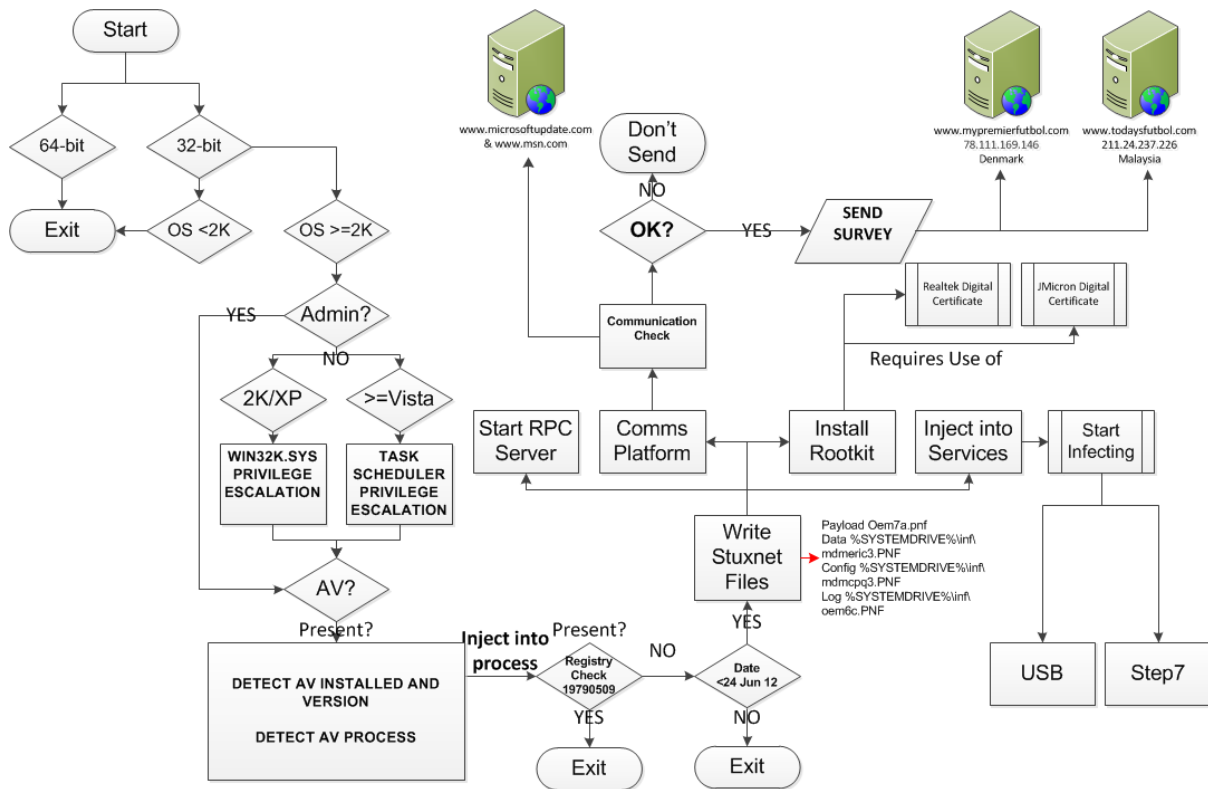 Start
64-bit
32-bit
Exit
OS <2K
OS >=2K
www.microsoftupdate.com
& www.msn.com
Don't
Send
NO
OK?
YES
SEND
SURVEY
www.mypremierfutbol.com
78.111.169.146
Denmark
www.todaysfutbol.com
211.24.237.226
Malaysia
Realtek Digital
Certificate
JMicron Digital
Certificate
Requires Use of
Communication
Check
YES
Admin?
NO
2K/XP
>=Vista
WIN32K.SYS
PRIVILEGE
ESCALATION
TASK
SCHEDULER
PRIVILEGE
ESCALATION
Start RPC
Server
Comms
Platform
Install
Rootkit
Inject into
Services
Start
Infecting
Write
Stuxnet
Files
Payload Oem7a.pnf
Data %SYSTEMDRIVE%\inf\
mdmeric3.PNF
Config %SYSTEMDRIVE%\inf\
mdmcpq3.PNF
Log %SYSTEMDRIVE%\inf\
oem6c.PNF
AV?
Present?
DETECT AV INSTALLED AND
VERSION
DETECT AV PROCESS
Inject into
process
Present?
Registry
Check
19790509
NO
YES
Exit
YES
Date
<24 Jun 12
NO
Exit
USB
Step7